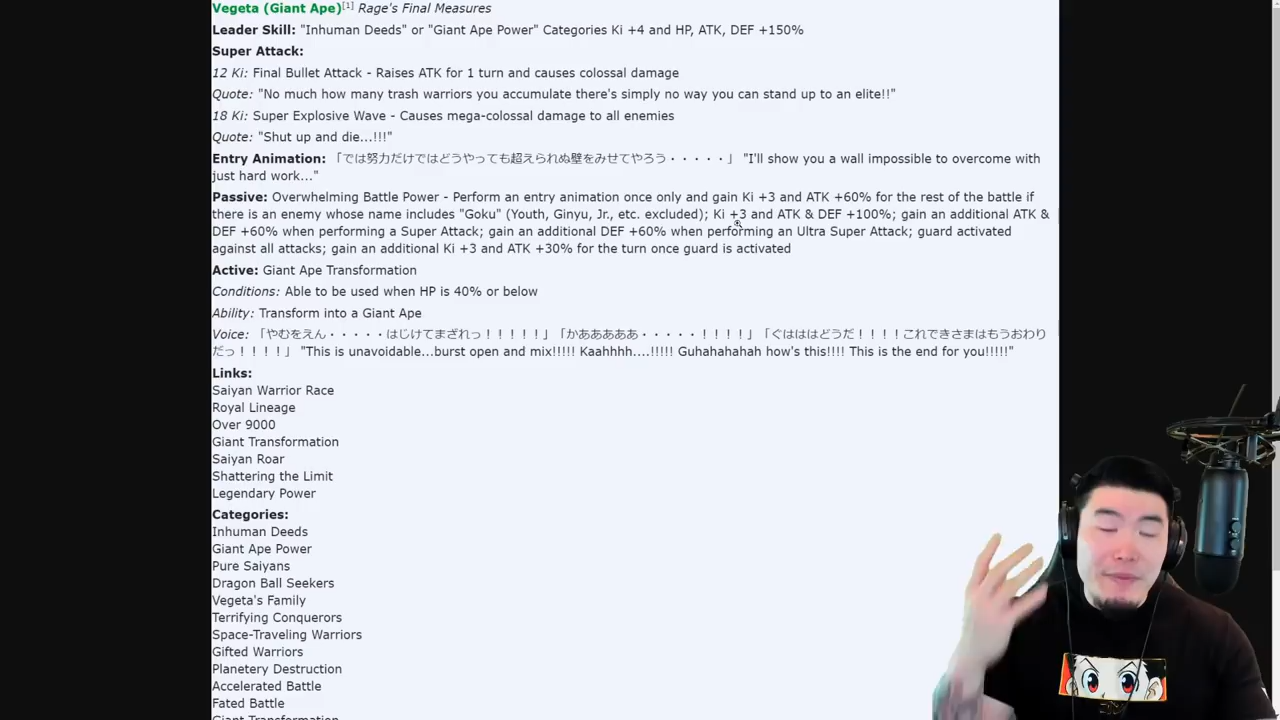 Vegeta (Giant Ape)[1] Rage's Final Measures
Leader Skill: "Inhuman Deeds" or "Giant Ape Power" Categories Ki +4 and HP, ATK, DEF +150%
Super Attack:
12 Ki: Final Bullet Attack - Raises ATK for 1 turn and causes colossal damage
Quote: "No much how many trash warriors you accumulate there's simply no way you can stand up to an elite!!"
18 Ki: Super Explosive Wave - Causes mega-colossal damage to all enemies
Quote: "Shut up and die...!!!"
Entry Animation: 「では努力だけではどうやっても超えられぬ壁をみせてやろう・・・・・」 "I'll show you a wall impossible to overcome with
just hard work..."
Passive: Overwhelming Battle Power - Perform an entry animation once only and gain Ki +3 and ATK +60% for the rest of the battle if
there is an enemy whose name includes "Goku" (Youth, Ginyu, Jr., etc. excluded); Ki +3 and ATK & DEF +100%; gain an additional ATK &
DEF +60% when performing a Super Attack; gain an additional DEF +60% when performing an Ultra Super Attack; guard activated
against all attacks; gain an additional Ki +3 and ATK +30% for the turn once guard is activated
Active: Giant Ape Transformation
Conditions: Able to be used when HP is 40% or below
Ability: Transform into a Giant Ape
Voice: 「やむをえん・・・・・はじけてまざれっ！！！！！」「かあああああ・・・・・！！！！」「ぐはははどうだ！！！！これできさまはもうおわり
だっ！！！！」 "This is unavoidable...burst open and mix!!!!! Kaahhhh....!!!!! Guhahahahah how's this!!!! This is the end for you!!!!!"
Links:
Saiyan Warrior Race
Royal Lineage
Over 9000
Giant Transformation
Saiyan Roar
Shattering the Limit
Legendary Power
Categories:
Inhuman Deeds
Giant Ape Power
Pure Saiyans
Dragon Ball Seekers
Vegeta's Family
Terrifying Conquerors
Space-Traveling Warriors
Gifted Warriors
Planetery Destruction
Accelerated Battle
Fated Battle
Giant Transformation